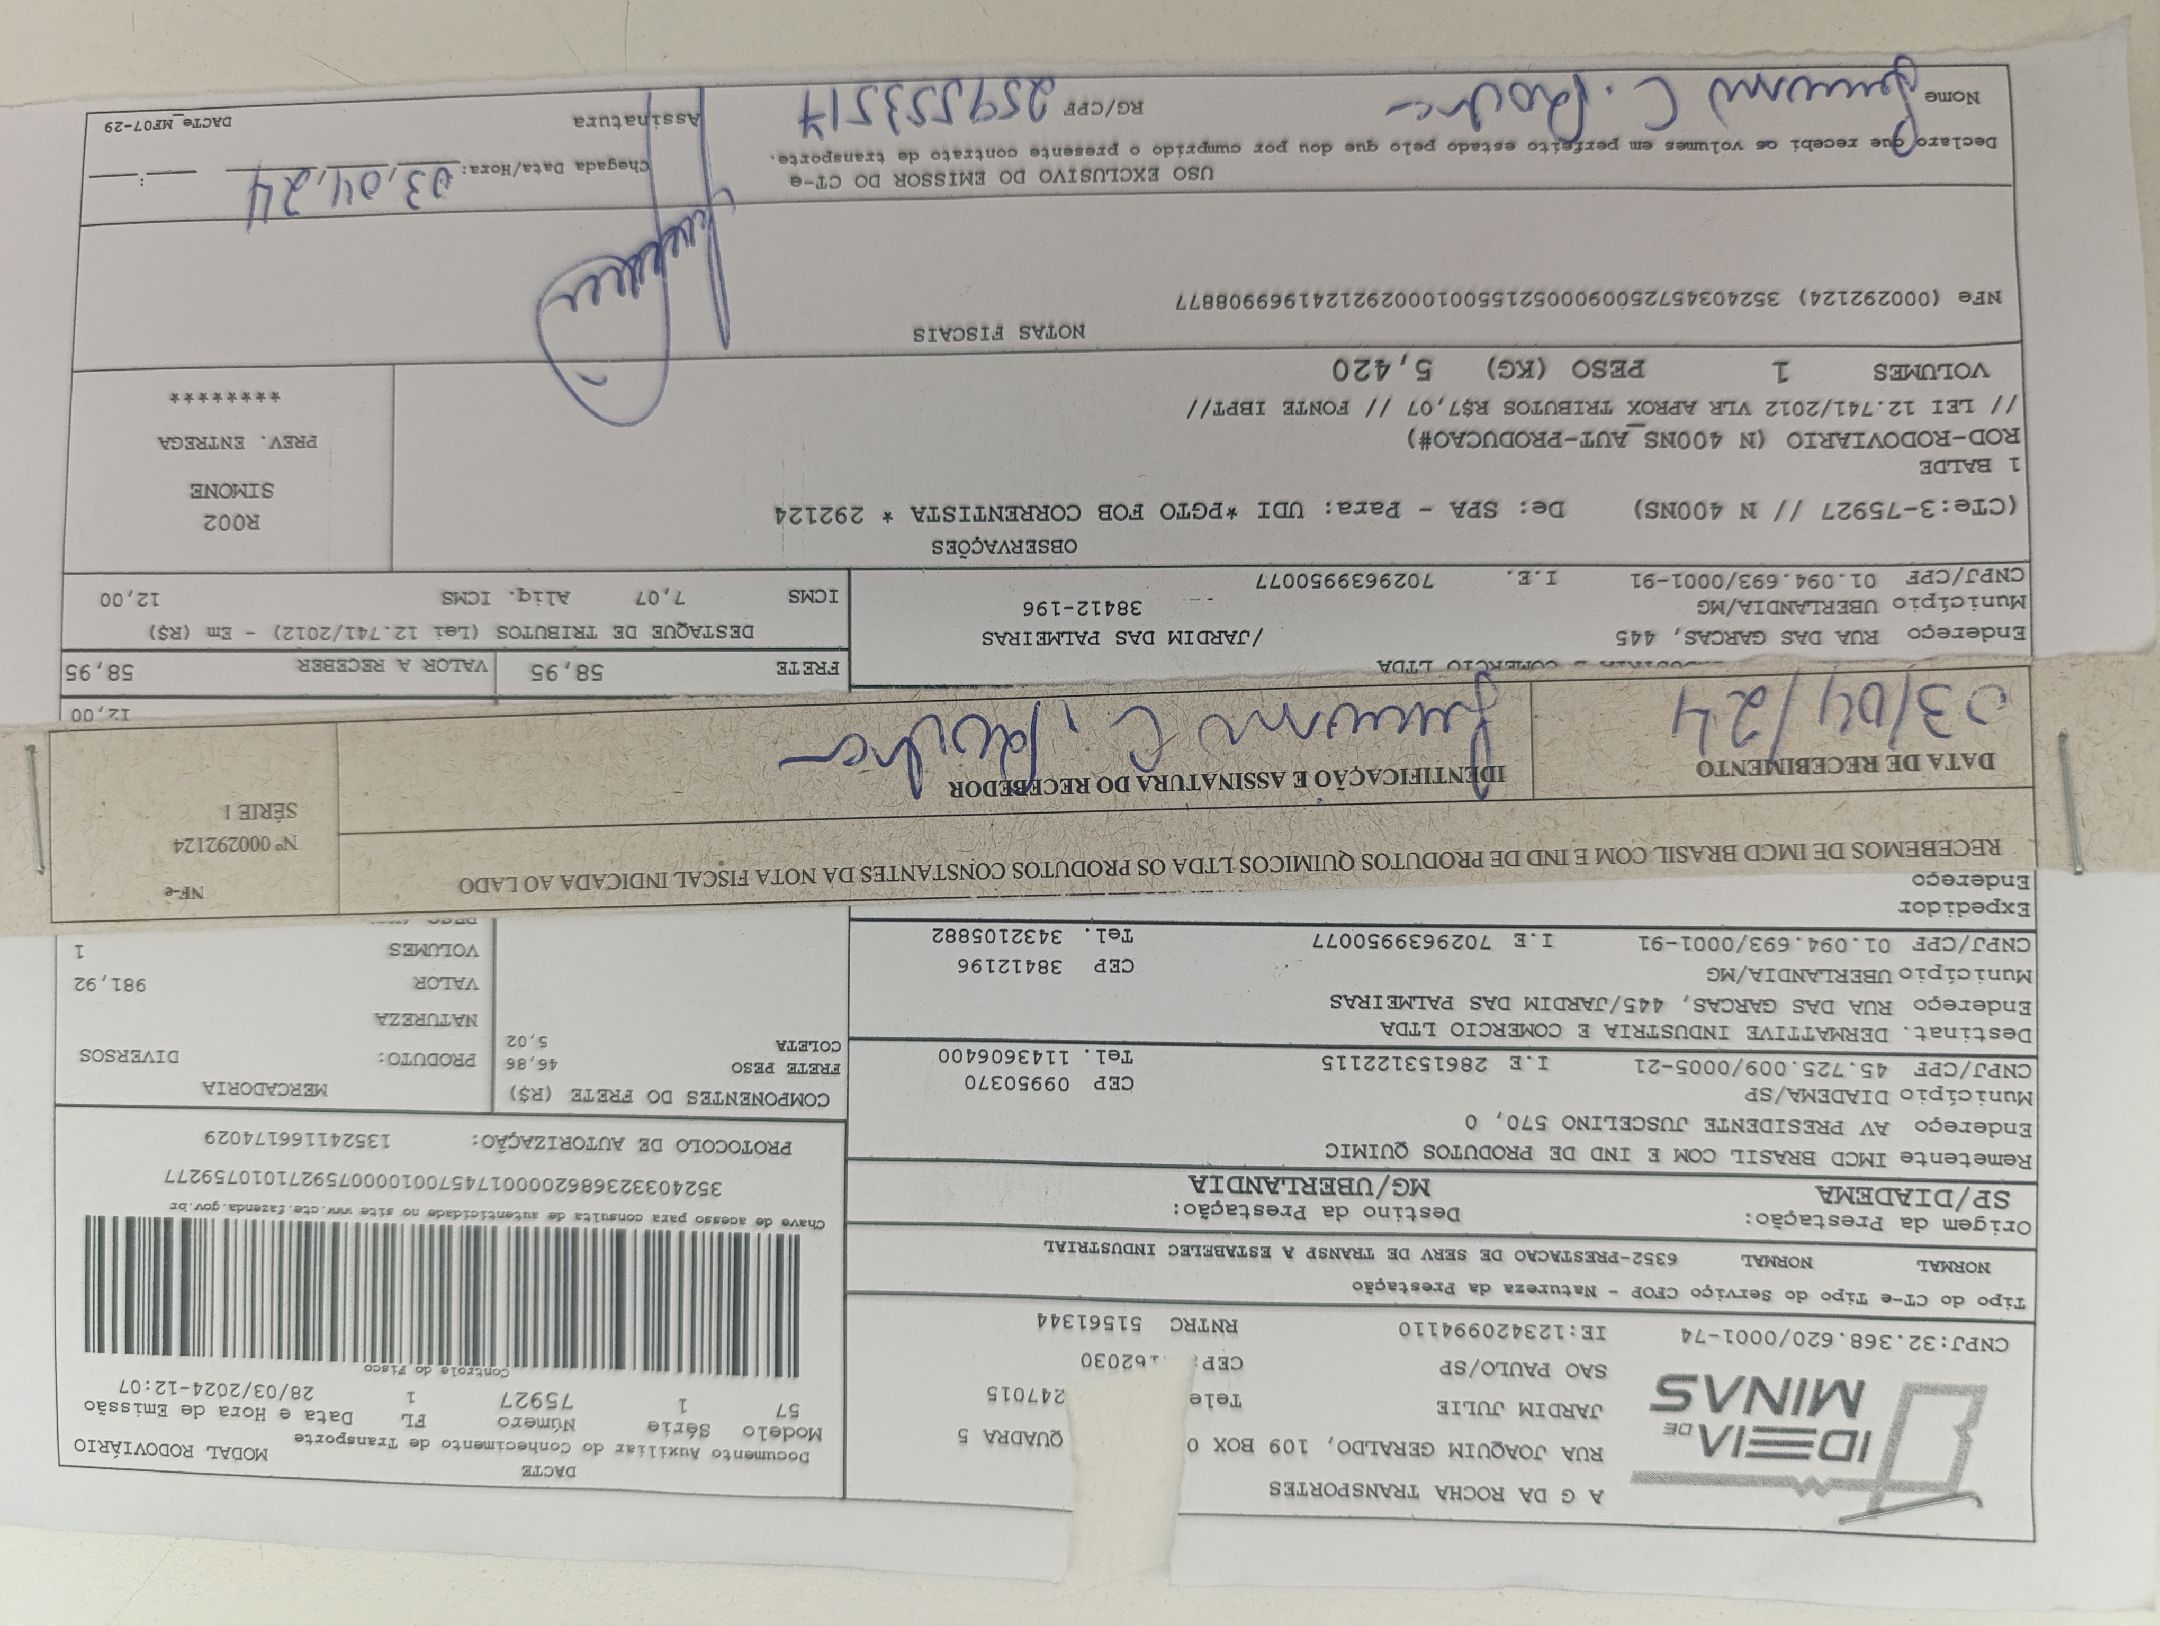 A G DA ROCHA TRANSPORTES
IDEIA DE MINAS
RUA JOAQUIM GERALDO, 109 BOX 0 QUADRA 5
JARDIM JULIE Tele 247015
SAO PAULO/SP CEP: 162030
CNPJ:32.368.620/0001-74 IE:123420994110 RNTRC 51561344
DACTE
Documento Auxiliar do Conhecimento de Transporte MODAL RODOVIÁRIO
Modelo Série Número FL Data e Hora de Emissão
57 1 75927 1 28/03/2024-12:07
Controle do Fisco
Chave de acesso para consulta de autenticidade no site www.cte.fazenda.gov.br
35240332368620000174570010000759271010759277
PROTOCOLO DE AUTORIZAÇÃO: 135241166174029
Tipo do CT-e Tipo do Serviço CFOP - Natureza da Prestação
NORMAL NORMAL 6352-PRESTACAO DE SERV DE TRANSP A ESTABELEC INDUSTRIAL
Origem da Prestação: Destino da Prestação:
SP/DIADEMA MG/UBERLANDIA
Remetente IMCD BRASIL COM E IND DE PRODUTOS QUIMIC
Endereço AV PRESIDENTE JUSCELINO 570, 0
Município DIADEMA/SP CEP 09950370
CNPJ/CPF 45.725.009/0005-21 I.E 286153122115 Tel. 1143606400
Destinat. DERMATTIVE INDUSTRIA E COMERCIO LTDA
Endereço RUA DAS GARCAS, 445/JARDIM DAS PALMEIRAS
Município UBERLANDIA/MG CEP 38412196
CNPJ/CPF 01.094.693/0001-91 I.E 7029639950077 Tel. 3432105882
Expedidor
Endereço
COMPONENTES DO FRETE (R$)
FRETE PESO 46,86
COLETA 5,02
MERCADORIA
PRODUTO: DIVERSOS
NATUREZA
VALOR 981,92
VOLUMES 1
RECEBEMOS DE IMCD BRASIL COM E IND DE PRODUTOS QUIMICOS LTDA OS PRODUTOS CONSTANTES DA NOTA FISCAL INDICADA AO LADO
NF-e
Nº 000292124
SÉRIE 1
DATA DE RECEBIMENTO
03/04/24
IDENTIFICAÇÃO E ASSINATURA DO RECEBEDOR
12,00
COMERCIO LTDA
Endereço RUA DAS GARCAS, 445 /JARDIM DAS PALMEIRAS
Município UBERLANDIA/MG 38412-196
CNPJ/CPF 01.094.693/0001-91 I.E. 7029639950077
FRETE 58,95 VALOR A RECEBER 58,95
DESTAQUE DE TRIBUTOS (Lei 12.741/2012) - Em (R$)
ICMS 7,07 Aliq. ICMS 12,00
OBSERVAÇÕES
(CTe:3-75927 // N 400NS) De: SPA - Para: UDI *PGTO FOB CORRENTISTA * 292124
1 BALDE
ROD-RODOVIARIO (N 400NS_AUT-PRODUCAO#)
// LEI 12.741/2012 VLR APROX TRIBUTOS R$7,07 // FONTE IBPT//
VOLUMES 1 PESO (KG) 5,420
R002
SIMONE
PREV. ENTREGA
********
NOTAS FISCAIS
NFe (000292124) 35240345725009000521550010002921241969908877
USO EXCLUSIVO DO EMISSOR DO CT-e
Declaro que recebi os volumes em perfeito estado pelo que dou por cumprido o presente contrato de transporte.
Chegada Data/Hora: 03,04,24 :
Nome RG/CPF 259553517 Assinatura
DACTe_MF07-29